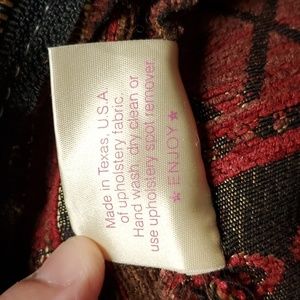 Made in Texas, U.S.A.
of upholstery fabric.
Hand wash, dry clean or
use upholstery spot remover.
★ ENJOY ★